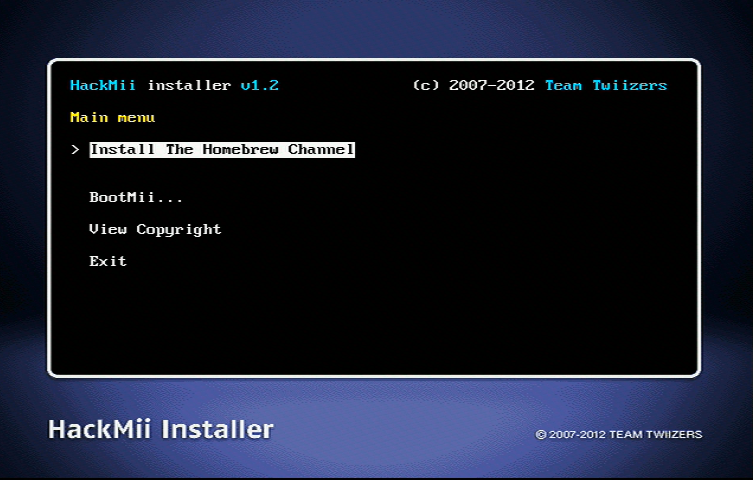 HackMii installer v1.2 (c) 2007-2012 Team Twiizers
Main menu
> Install The Homebrew Channel
BootMii...
View Copyright
Exit
HackMii Installer
© 2007-2012 TEAM TWIIZERS